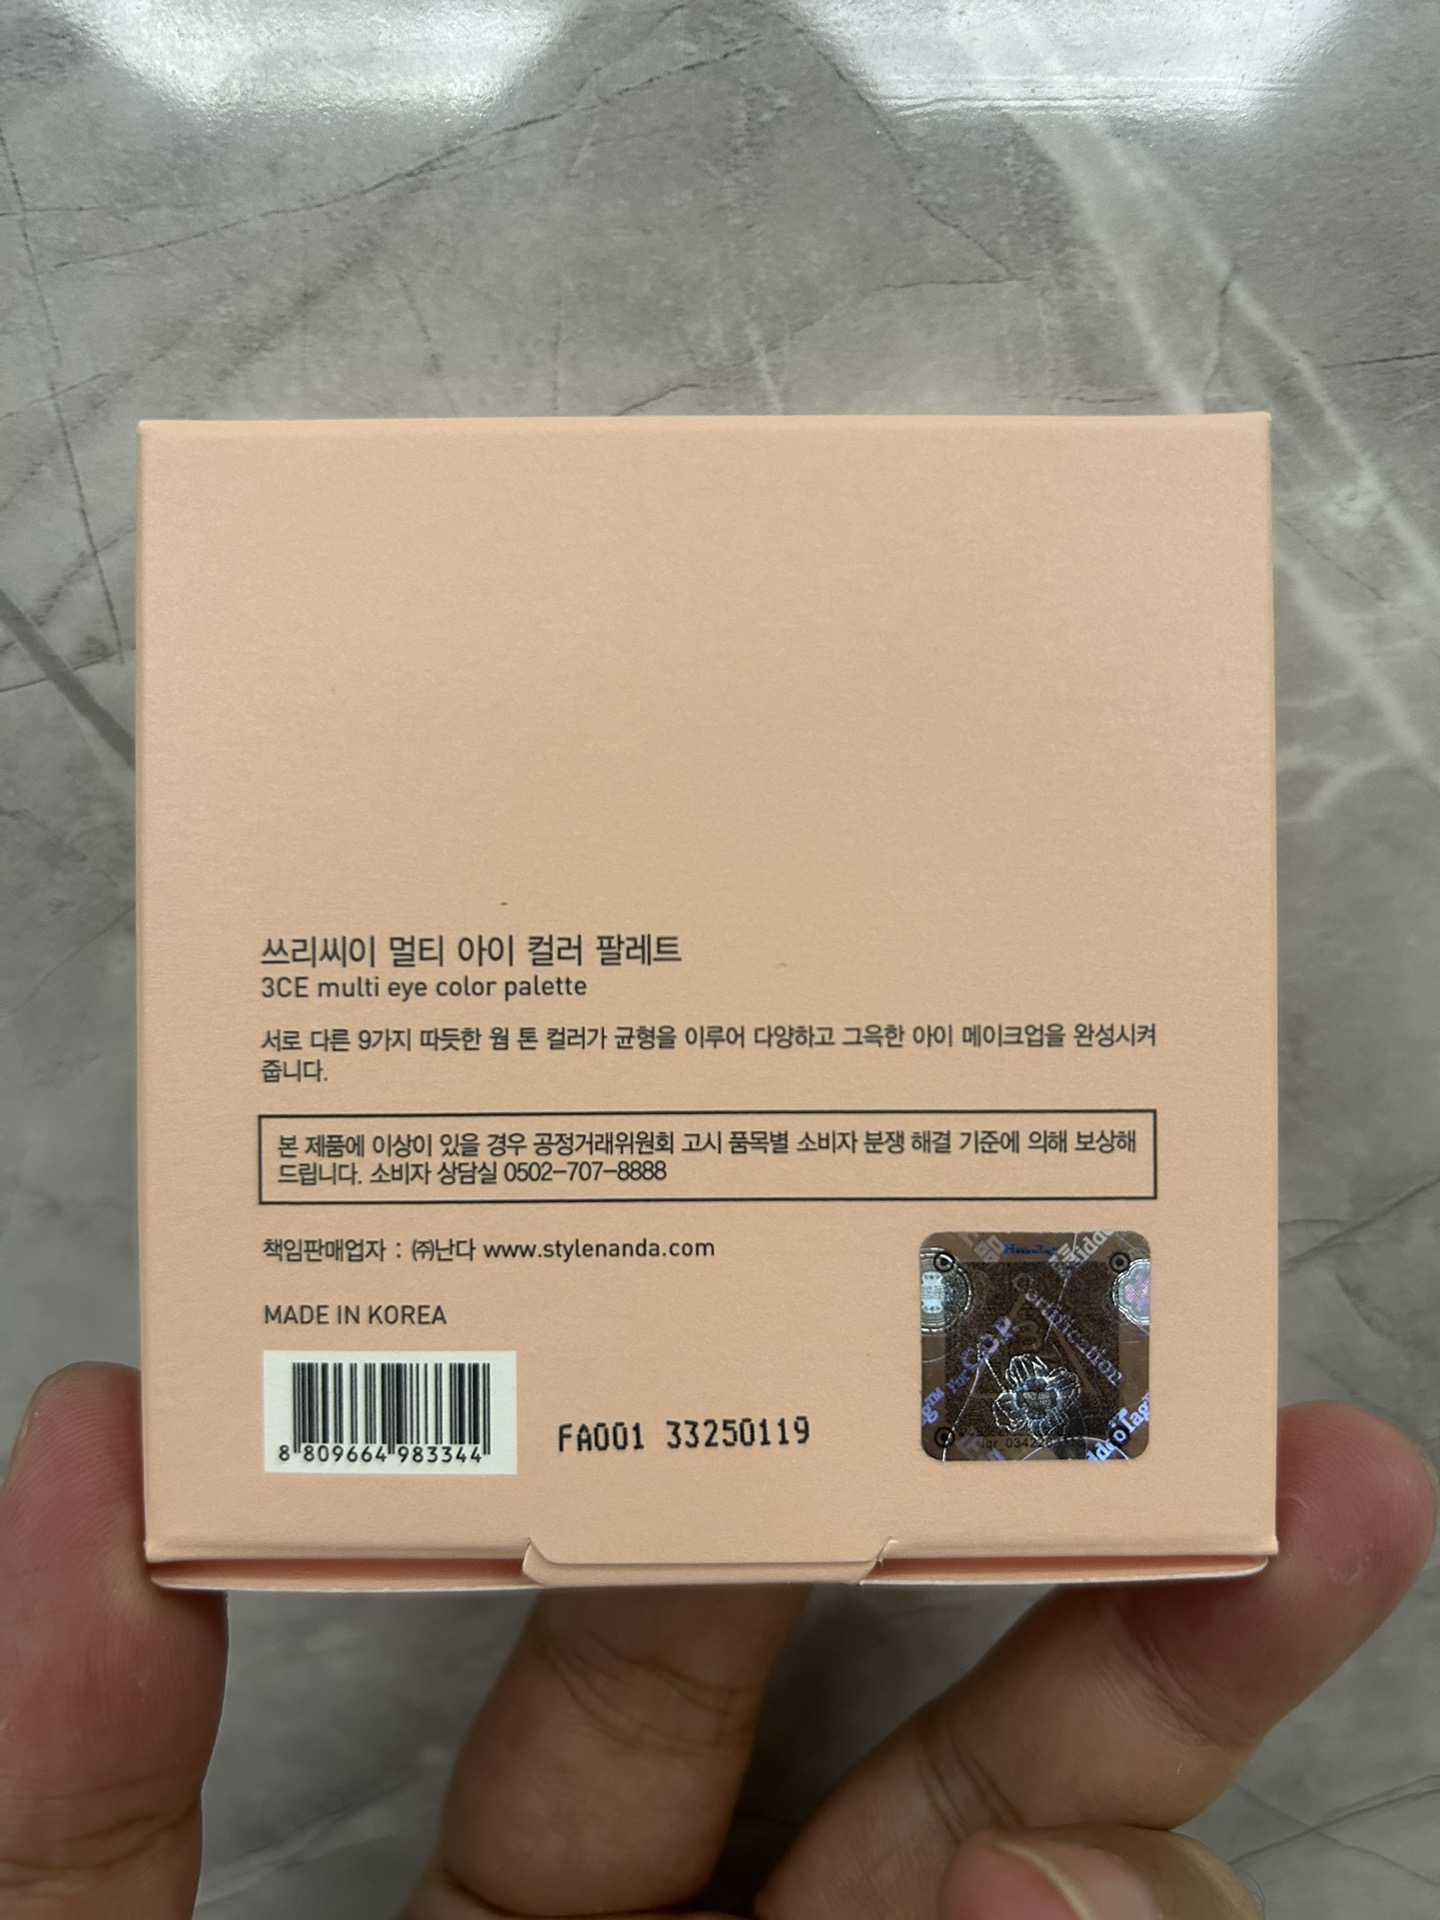 쓰리씨이 멀티 아이 컬러 팔레트
3CE multi eye color palette
서로 다른 9가지 따듯한 웜 톤 컬러가 균형을 이루어 다양하고 그윽한 아이 메이크업을 완성시켜
줍니다.
본 제품에 이상이 있을 경우 공정거래위원회 고시 품목별 소비자 분쟁 해결 기준에 의해 보상해
드립니다. 소비자 상담실 0502-707-8888
책임판매업자 : ㈜난다 www.stylenanda.com
MADE IN KOREA
8 809664 983344
FA001 33250119
Certification